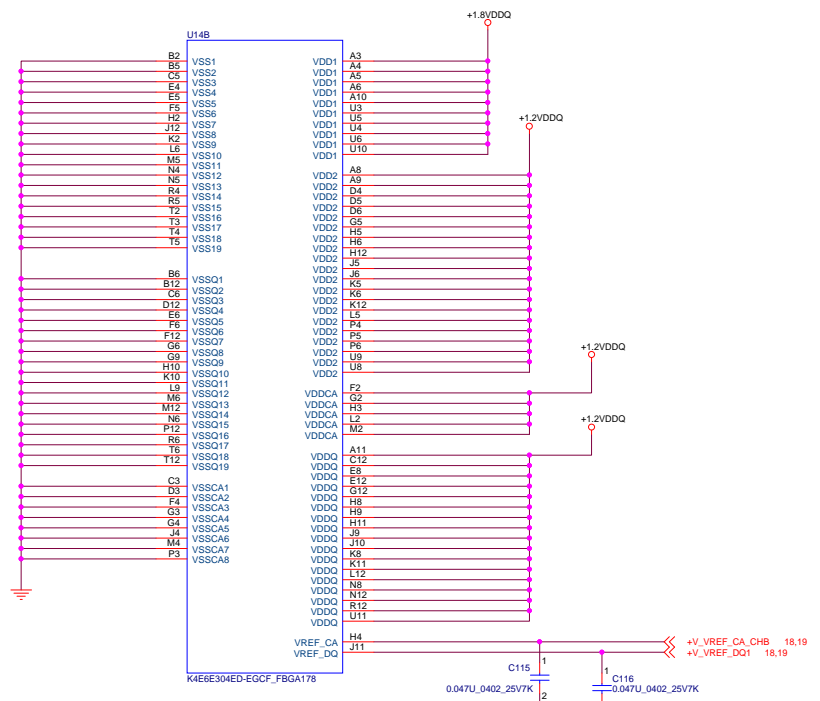 U14B
B2 VSS1
B5 VSS2
C5 VSS3
E4 VSS4
E5 VSS5
F5 VSS6
H2 VSS7
J12 VSS8
K2 VSS9
L6 VSS10
M5 VSS11
N4 VSS12
N5 VSS13
R4 VSS14
R5 VSS15
T2 VSS16
T3 VSS17
T4 VSS18
T5 VSS19
B6 VSSQ1
B12 VSSQ2
C6 VSSQ3
D12 VSSQ4
E6 VSSQ5
F6 VSSQ6
F12 VSSQ7
G6 VSSQ8
G9 VSSQ9
H10 VSSQ10
K10 VSSQ11
L9 VSSQ12
M6 VSSQ13
M12 VSSQ14
N6 VSSQ15
P12 VSSQ16
R6 VSSQ17
T6 VSSQ18
T12 VSSQ19
C3 VSSCA1
D3 VSSCA2
F4 VSSCA3
G3 VSSCA4
G4 VSSCA5
J4 VSSCA6
M4 VSSCA7
P3 VSSCA8
+1.8VDDQ
VDD1 A3
VDD1 A4
VDD1 A5
VDD1 A6
VDD1 A10
VDD1 U3
VDD1 U5
VDD1 U4
VDD1 U6
VDD1 U10
+1.2VDDQ
VDD2 A8
VDD2 A9
VDD2 D4
VDD2 D5
VDD2 D6
VDD2 G5
VDD2 H5
VDD2 H6
VDD2 H12
VDD2 J5
VDD2 J6
VDD2 K5
VDD2 K6
VDD2 K12
VDD2 L5
VDD2 P4
VDD2 P5
VDD2 P6
VDD2 U9
VDD2 U8
+1.2VDDQ
VDDCA F2
VDDCA G2
VDDCA H3
VDDCA L2
VDDCA M2
+1.2VDDQ
VDDQ A11
VDDQ C12
VDDQ E8
VDDQ E12
VDDQ G12
VDDQ H8
VDDQ H9
VDDQ H11
VDDQ J9
VDDQ J10
VDDQ K8
VDDQ K11
VDDQ L12
VDDQ N8
VDDQ N12
VDDQ R12
VDDQ U11
VREF_CA H4 +V_VREF_CA_CHB 18,19
VREF_DQ J11 +V_VREF_DQ1 18,19
K4E6E304ED-EGCF_FBGA178
C115
1
0.047U_0402_25V7K
2
1
C116
0.047U_0402_25V7K